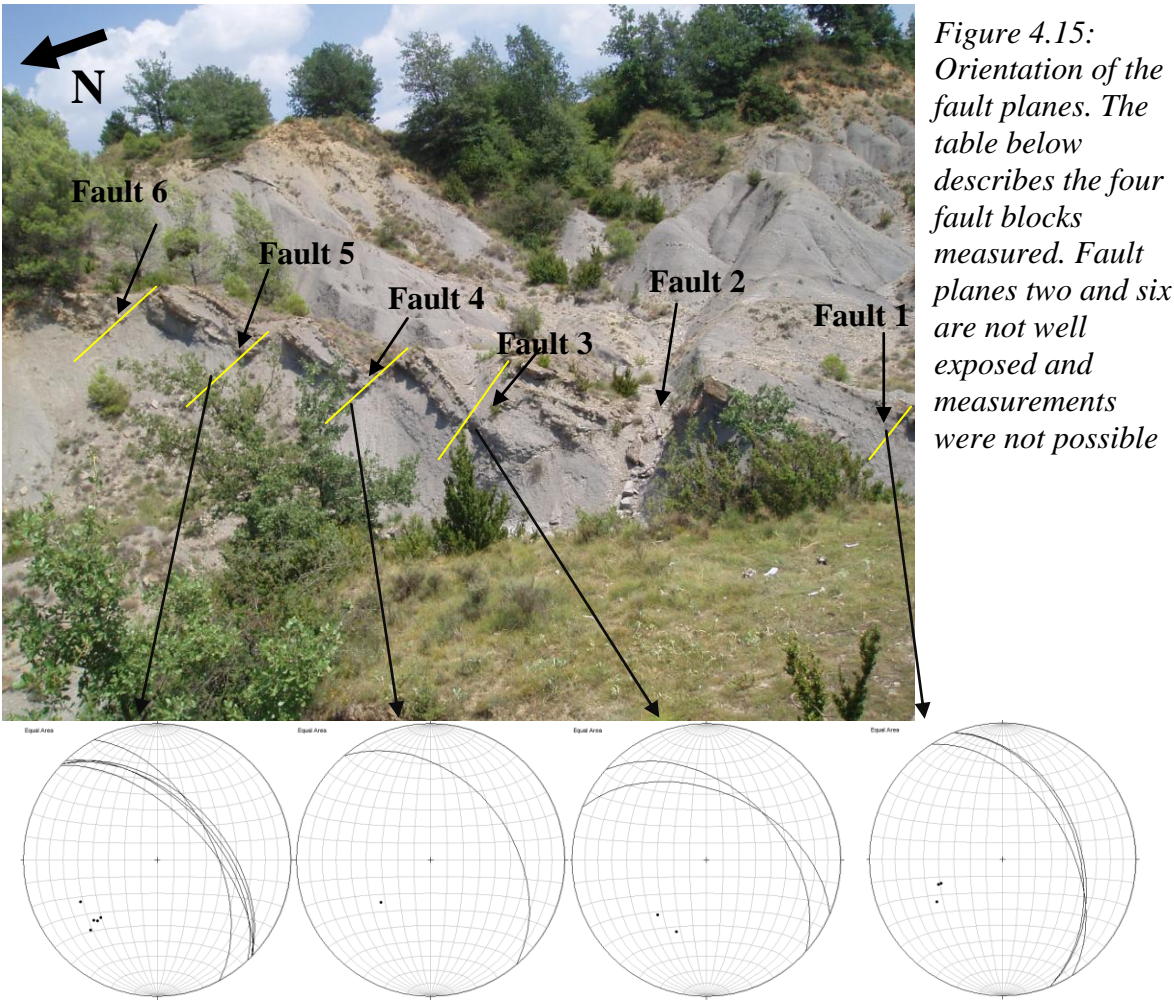 N
Fault 6
Fault 5
Fault 4
Fault 3
Fault 2
Fault 1
Figure 4.15:
Orientation of the
fault planes. The
table below
describes the four
fault blocks
measured. Fault
planes two and six
are not well
exposed and
measurements
were not possible
Equal Area
Equal Area
Equal Area
Equal Area